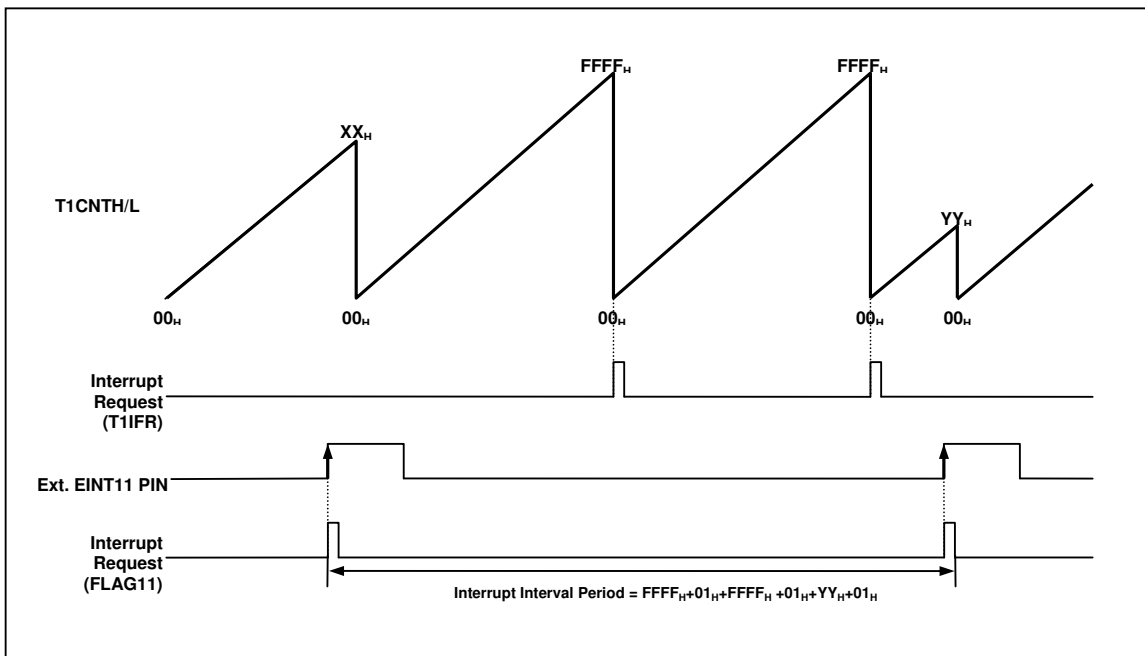 FFFFH FFFFH
XXH
T1CNTH/L
YYH
00H 00H 00H 00H 00H
Interrupt
Request
(T1IFR)
Ext. EINT11 PIN
Interrupt
Request
(FLAG11)
Interrupt Interval Period = FFFFH+01H+FFFFH +01H+YYH+01H